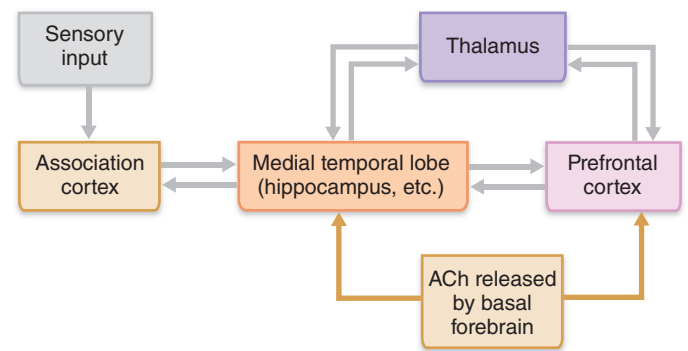 Sensory
input
Thalamus
Association
cortex
Medial temporal lobe
(hippocampus, etc.)
Prefrontal
cortex
ACh released
by basal
forebrain